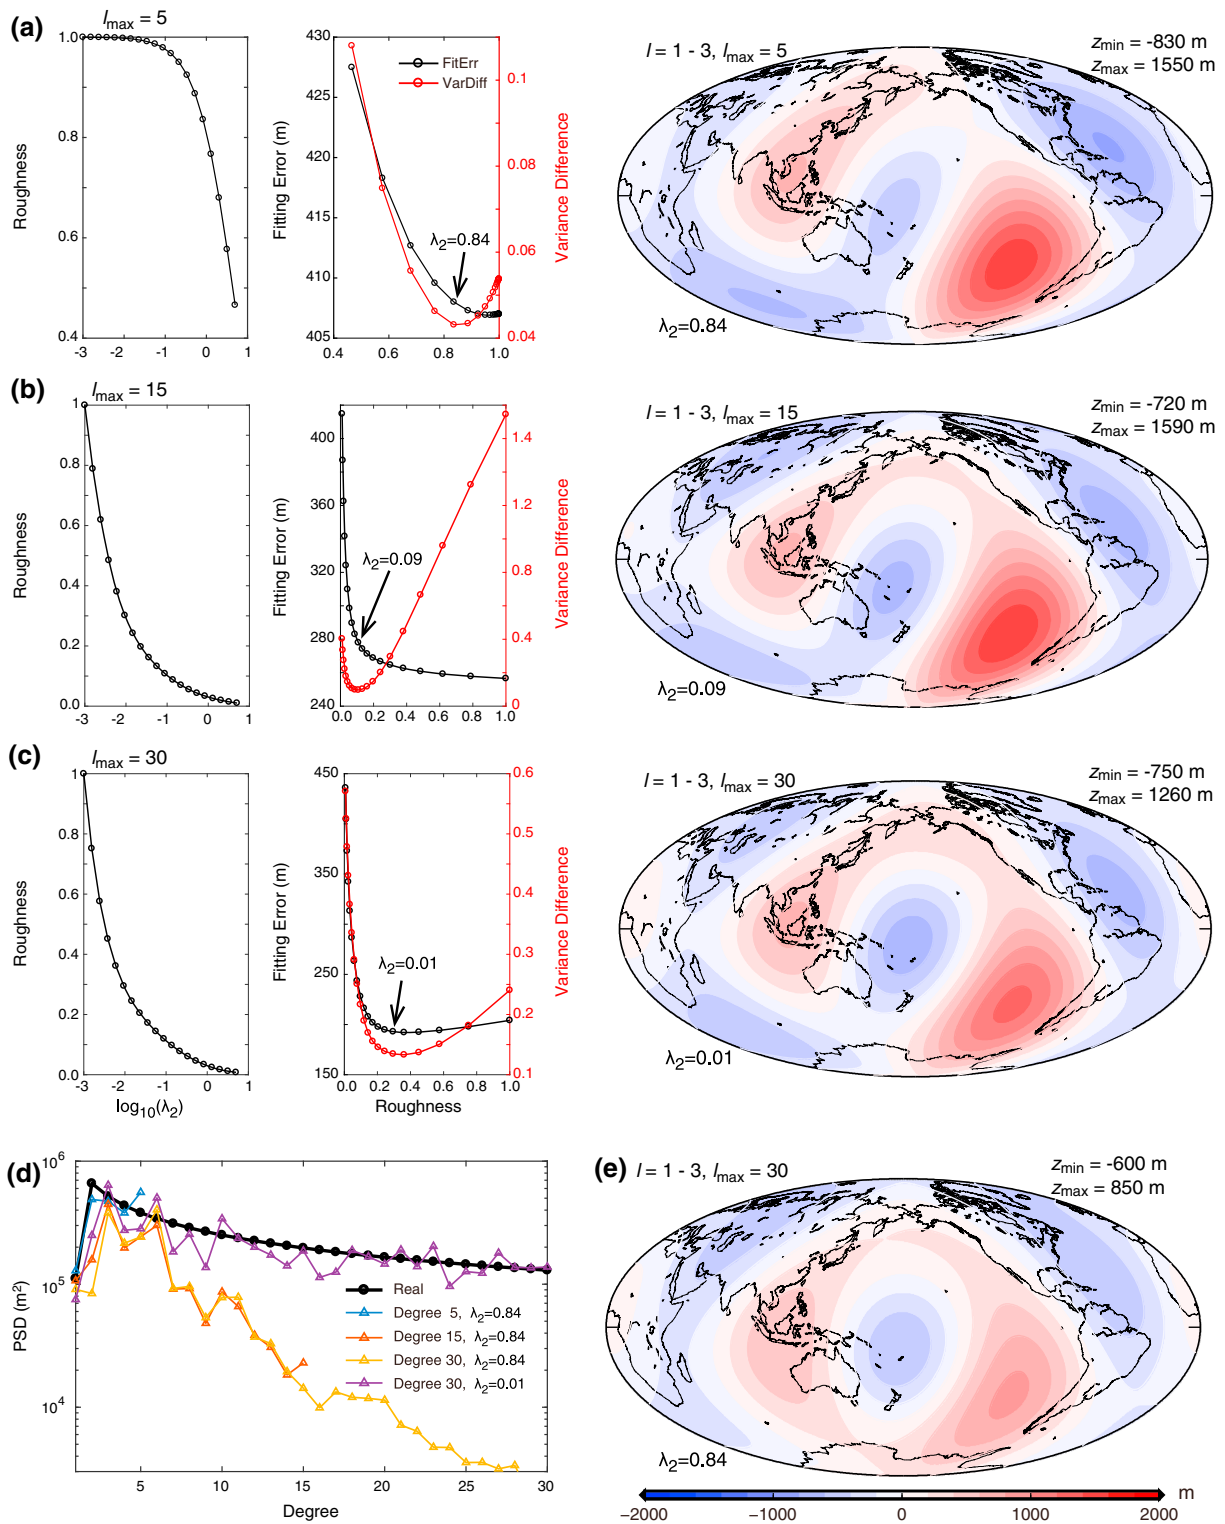 (a)
l max = 5
Roughness
1.0
0.8
0.6
0.4
-3 -2 -1 0 1
Fitting Error (m)
430
425
420
415
410
405
0.4 0.6 0.8 1.0
FitErr
VarDiff
λ2=0.84
0.1
0.08
0.06
0.04
Variance Difference
l = 1 - 3, lmax = 5
zmin = -830 m
zmax = 1550 m
λ2=0.84
(b)
lmax = 15
Roughness
1
0.8
0.6
0.4
0.2
0.0
-3 -2 -1 0 1
Fitting Error (m)
400
360
320
280
240
0.0 0.2 0.4 0.6 0.8 1.0
λ2=0.09
1.4
1.2
1.0
0.8
0.6
0.4
0.2
0
Variance Difference
l = 1 - 3, lmax = 15
zmin = -720 m
zmax = 1590 m
λ2=0.09
(c)
lmax = 30
Roughness
1
0.8
0.6
0.4
0.2
0.0
-3 -2 -1 0 1
log10(λ2)
Fitting Error (m)
450
350
250
150
0.0 0.2 0.4 0.6 0.8 1.0
Roughness
λ2=0.01
0.6
0.5
0.4
0.3
0.2
0.1
Variance Difference
l = 1 - 3, lmax = 30
zmin = -750 m
zmax = 1260 m
λ2=0.01
(d)
PSD (m2)
10^6
10^5
10^4
5 10 15 20 25 30
Degree
Real
Degree 5, λ2=0.84
Degree 15, λ2=0.84
Degree 30, λ2=0.84
Degree 30, λ2=0.01
(e)
l = 1 - 3, lmax = 30
zmin = -600 m
zmax = 850 m
λ2=0.84
m
−2000 −1000 0 1000 2000